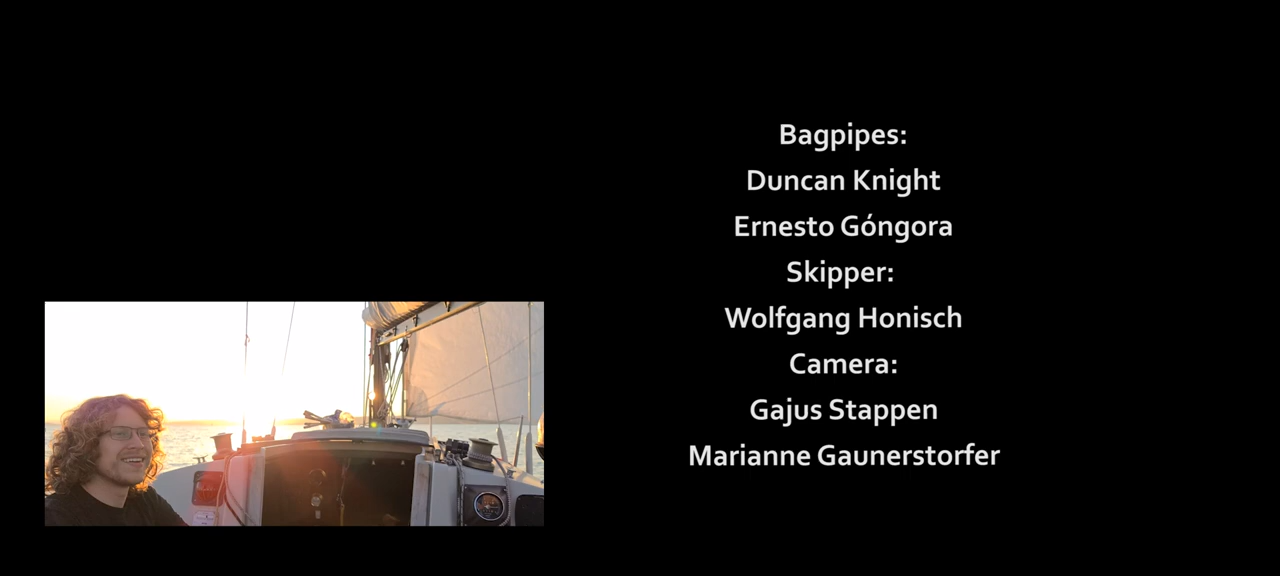 Bagpipes:
Duncan Knight
Ernesto Góngora
Skipper:
Wolfgang Honisch
Camera:
Gajus Stappen
Marianne Gaunerstorfer